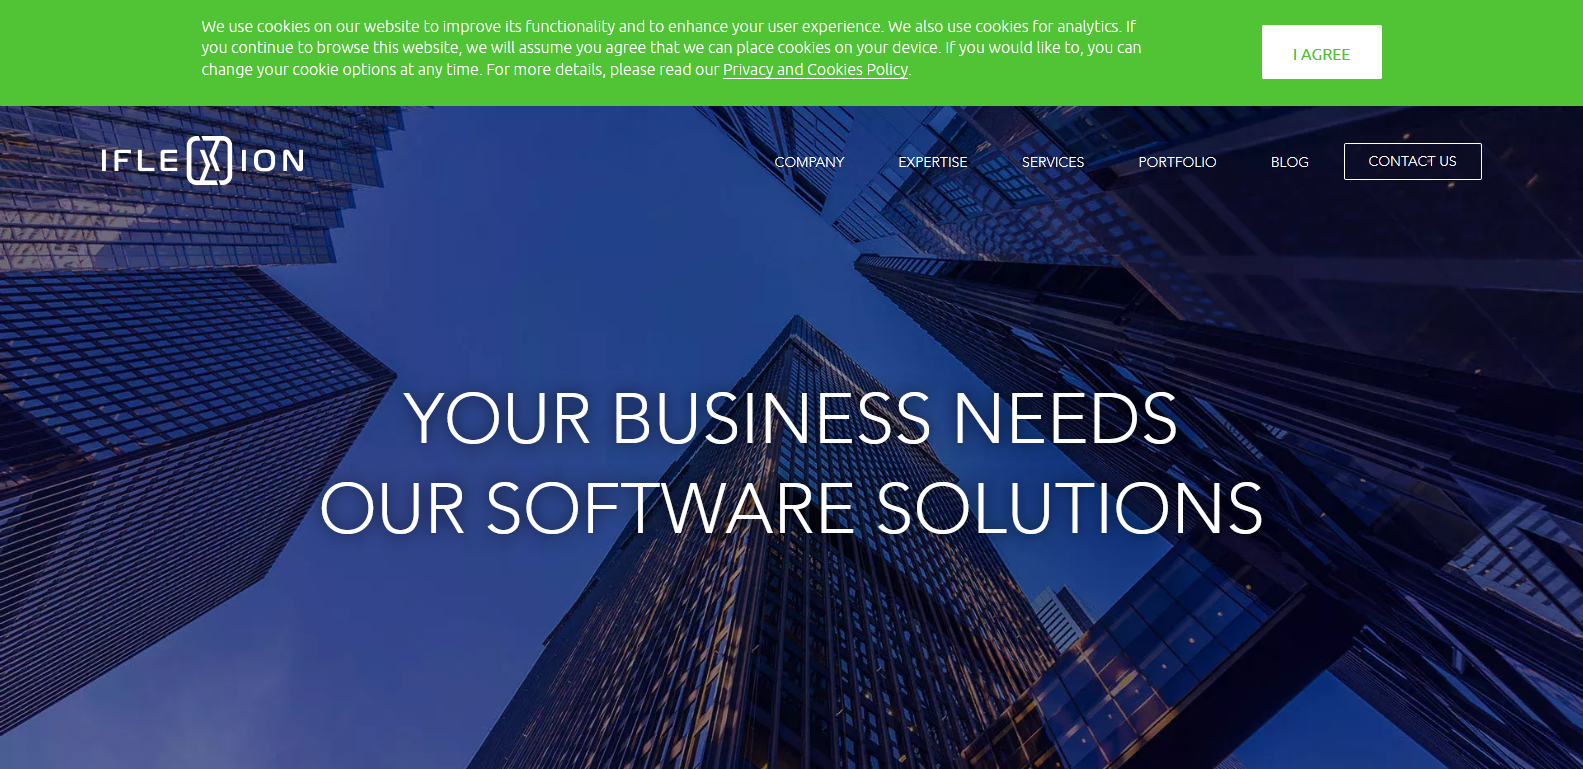 We use cookies on our website to improve its functionality and to enhance your user experience. We also use cookies for analytics. If
you continue to browse this website, we will assume you agree that we can place cookies on your device. If you would like to, you can
change your cookie options at any time. For more details, please read our Privacy and Cookies Policy.
I AGREE
IFLEXION
COMPANY
EXPERTISE
SERVICES
PORTFOLIO
BLOG
CONTACT US
YOUR BUSINESS NEEDS
OUR SOFTWARE SOLUTIONS